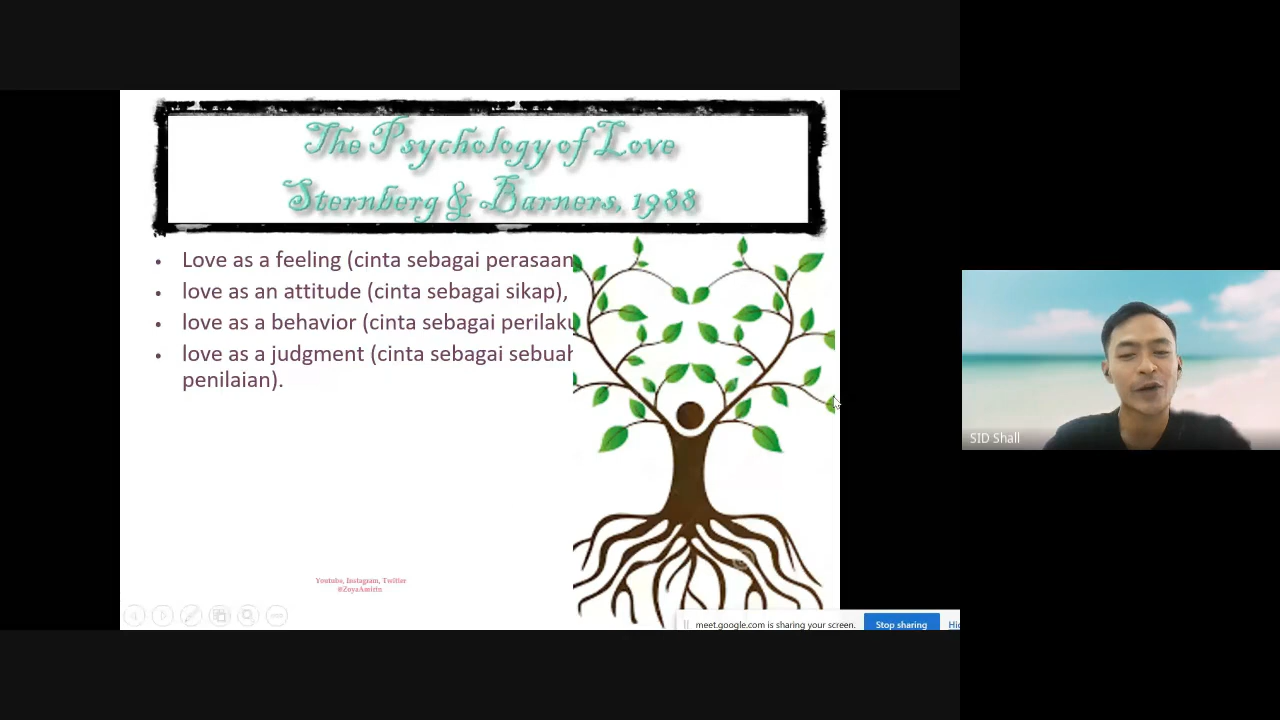 The Psychology of Love
Sternberg & Barners, 1988
• Love as a feeling (cinta sebagai perasaan
• love as an attitude (cinta sebagai sikap),
• love as a behavior (cinta sebagai perilaku
• love as a judgment (cinta sebagai sebuah
penilaian).
Youtube, Instagram, Twitter
@ZoyaAmirin
meet.google.com is sharing your screen.
Stop sharing
SID Shall